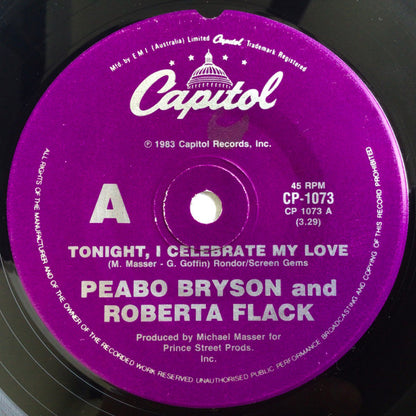 Mfd. by E M I (Australia) Limited Capitol Trademark Registered
Capitol
℗ 1983 Capitol Records, Inc.
A
45 RPM
CP-1073
CP 1073 A
(3.29)
TONIGHT, I CELEBRATE MY LOVE
(M. Masser - G. Goffin) Rondor/Screen Gems
PEABO BRYSON and
ROBERTA FLACK
Produced by Michael Masser for
Prince Street Prods.
Inc.
ALL RIGHTS OF THE MANUFACTURER AND OF THE OWNER OF THE RECORDED WORK RESERVED UNAUTHORISED PUBLIC PERFORMANCE BROADCASTING AND COPYING OF THIS RECORD PROHIBITED